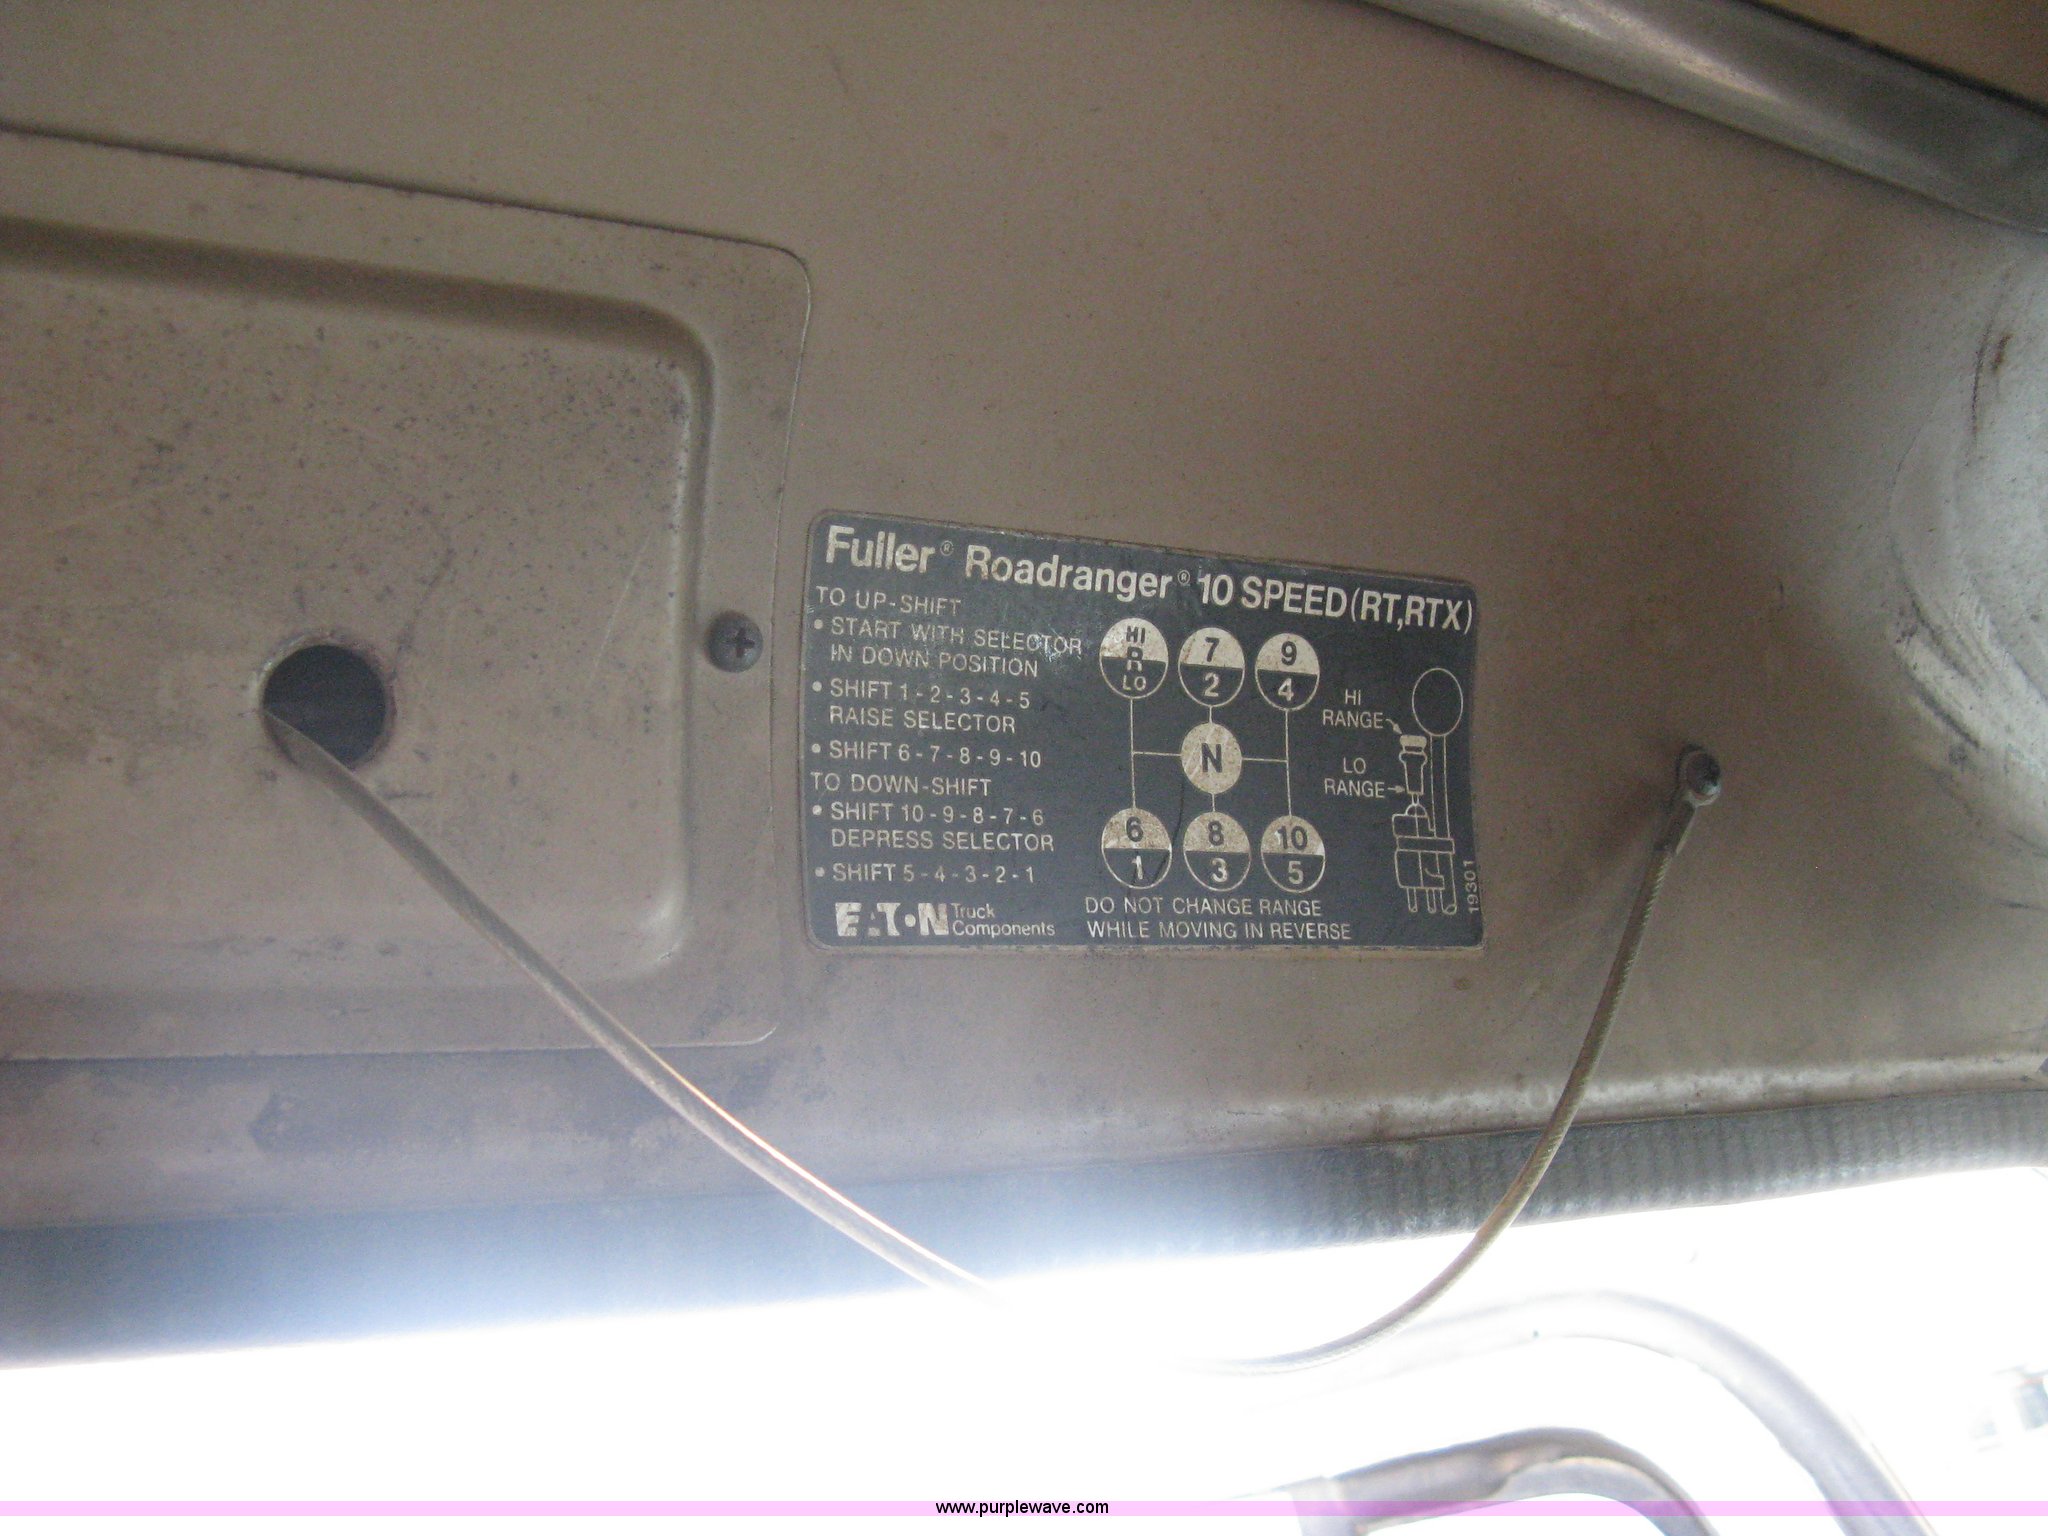 Fuller® Roadranger® 10 SPEED (RT,RTX)
TO UP-SHIFT
• START WITH SELECTOR
IN DOWN POSITION
• SHIFT 1-2-3-4-5
RAISE SELECTOR
• SHIFT 6-7-8-9-10
TO DOWN-SHIFT
• SHIFT 10-9-8-7-6
DEPRESS SELECTOR
• SHIFT 5-4-3-2-1
EATON Truck
Components
HI 7 9
R
LO 2 4
N
6 8 10
1 3 5
DO NOT CHANGE RANGE
WHILE MOVING IN REVERSE
HI
RANGE
LO
RANGE
19301
www.purplewave.com